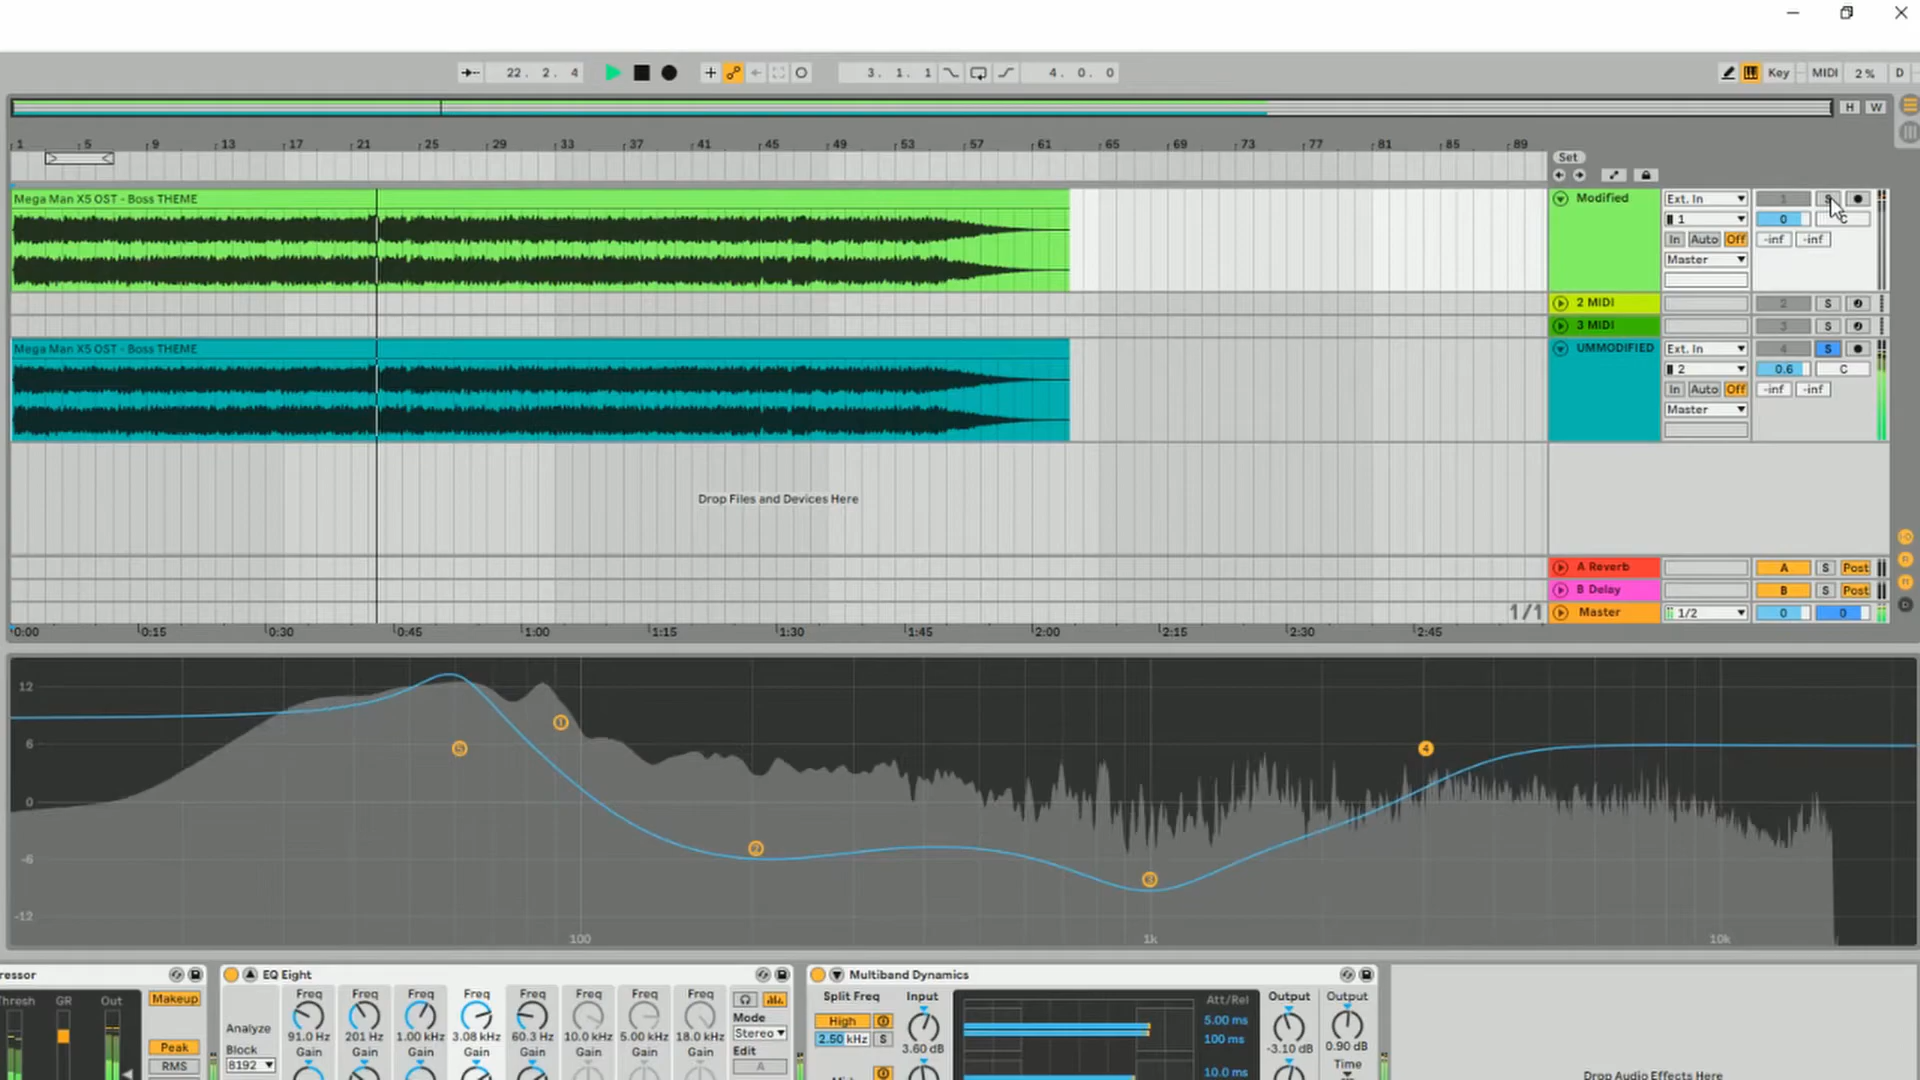 22. 2. 4
3. 1. 1
4. 0. 0
Key
MIDI
2 %
D
H W
1 5 9 13 17 21 25 29 33 37 41 45 49 53 57 61 65 69 73 77 81 85 89
Set
Mega Man X5 OST - Boss THEME
Modified
Ext. In
1
S
1
0
C
In Auto Off
-inf -inf
Master
2 MIDI
2
S
3 MIDI
3
S
Mega Man X5 OST - Boss THEME
UMMODIFIED
Ext. In
4
S
2
0.6
C
In Auto Off
-inf -inf
Master
Drop Files and Devices Here
A Reverb
A
S
Post
B Delay
B
S
Post
1/1
Master
1/2
0
0
0:00 0:15 0:30 0:45 1:00 1:15 1:30 1:45 2:00 2:15 2:30 2:45
12
6
0
-6
-12
5
1
2
3
4
100
1k
10k
ressor
Thresh GR Out
Makeup
Peak
RMS
EQ Eight
Analyze
Block
8192
Freq Freq Freq Freq Freq Freq Freq Freq
91.0 Hz 201 Hz 1.00 kHz 3.08 kHz 60.3 Hz 10.0 kHz 5.00 kHz 18.0 kHz
Gain Gain Gain Gain Gain Gain Gain Gain
Mode
Stereo
Edit
A
Multiband Dynamics
Split Freq
High
2.50 kHz
S
Input
3.60 dB
Att/Rel
5.00 ms
100 ms
10.0 ms
Output
-3.10 dB
Output
0.90 dB
Time
Drop Audio Effects Here